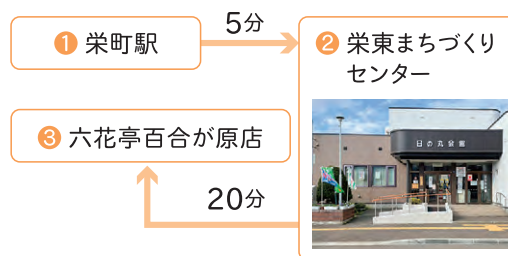 ❶ 栄町駅
5分
❷ 栄東まちづくり
センター
日の丸会館
20分
❸ 六花亭百合が原店